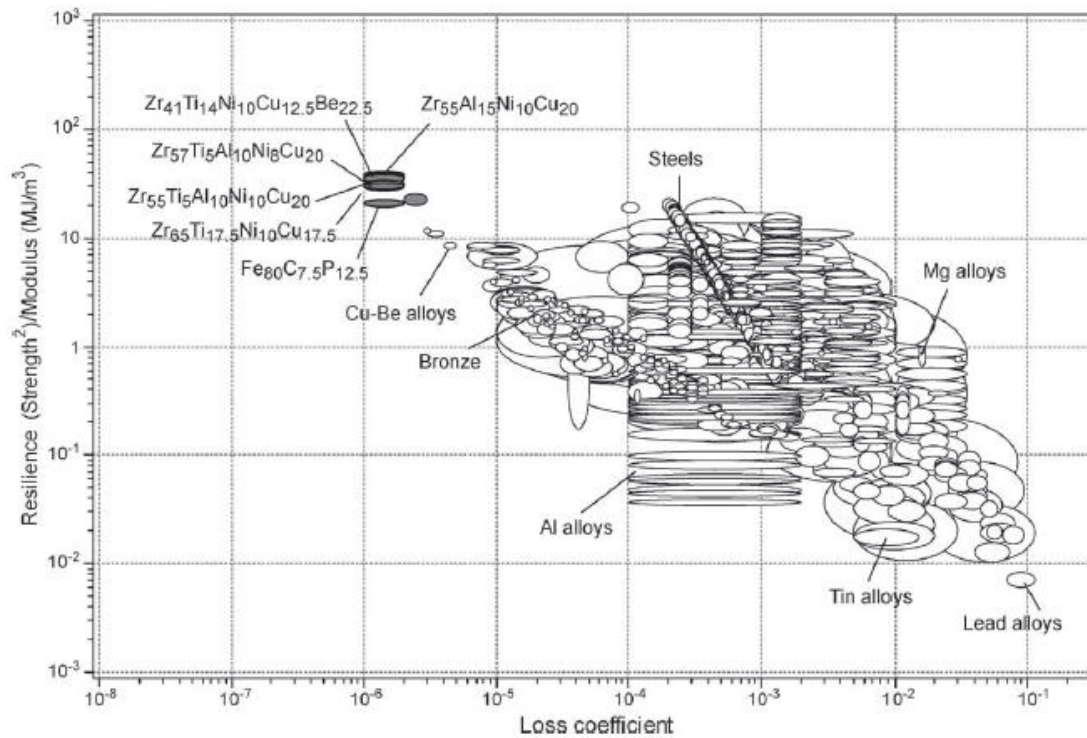 10³
10²
10
1
10⁻¹
10⁻²
10⁻³
Resilience (Strength²)/Modulus (MJ/m³)
Zr₄₁Ti₁₄Ni₁₀Cu₁₂.₅Be₂₂.₅
Zr₅₅Al₁₅Ni₁₀Cu₂₀
Zr₅₇Ti₅Al₁₀Ni₈Cu₂₀
Zr₅₅Ti₅Al₁₀Ni₁₀Cu₂₀
Zr₆₅Ti₁₇.₅Ni₁₀Cu₁₇.₅
Fe₈₀C₇.₅P₁₂.₅
Steels
Mg alloys
Cu-Be alloys
Bronze
Al alloys
Tin alloys
Lead alloys
10⁻⁸ 10⁻⁷ 10⁻⁶ 10⁻⁵ 10⁻⁴ 10⁻³ 10⁻² 10⁻¹
Loss coefficient